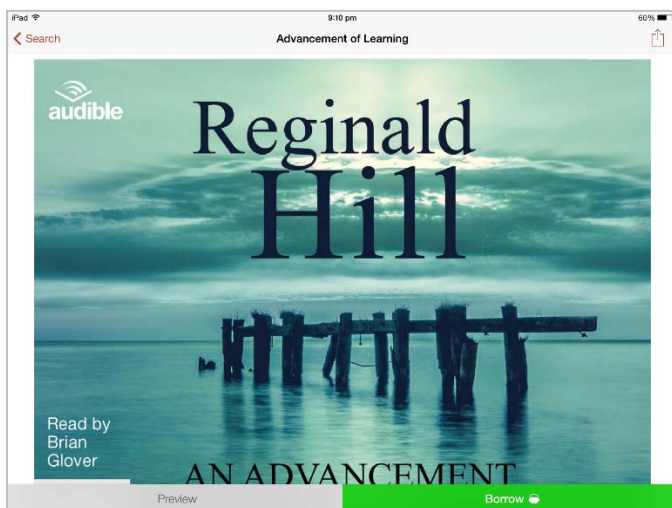 iPad 9:10 pm 60%
Search Advancement of Learning
audible
Reginald
Hill
Read by
Brian
Glover
AN ADVANCEMENT
Preview Borrow